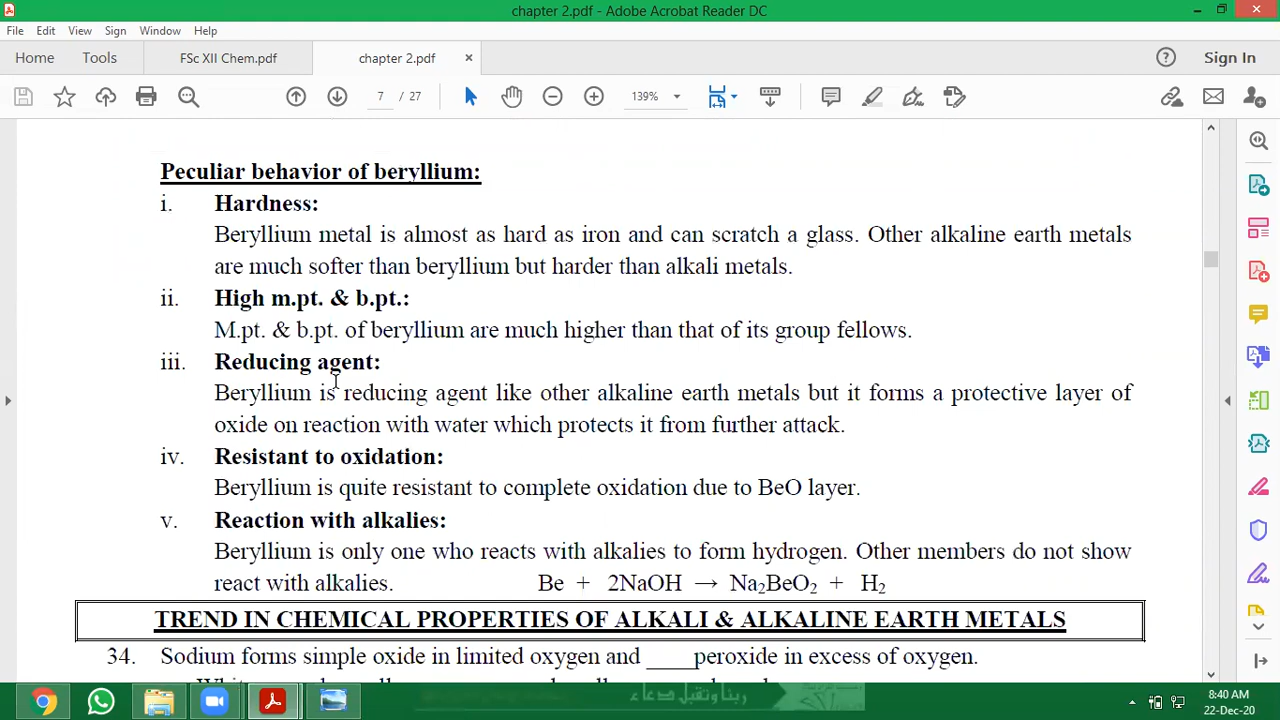 chapter 2.pdf - Adobe Acrobat Reader DC
File Edit View Sign Window Help
Home Tools FSc XII Chem.pdf chapter 2.pdf × Sign In
7 / 27 139%
Peculiar behavior of beryllium:
i. Hardness:
Beryllium metal is almost as hard as iron and can scratch a glass. Other alkaline earth metals
are much softer than beryllium but harder than alkali metals.
ii. High m.pt. & b.pt.:
M.pt. & b.pt. of beryllium are much higher than that of its group fellows.
iii. Reducing agent:
Beryllium is reducing agent like other alkaline earth metals but it forms a protective layer of
oxide on reaction with water which protects it from further attack.
iv. Resistant to oxidation:
Beryllium is quite resistant to complete oxidation due to BeO layer.
v. Reaction with alkalies:
Beryllium is only one who reacts with alkalies to form hydrogen. Other members do not show
react with alkalies. Be + 2NaOH → Na₂BeO₂ + H₂
TREND IN CHEMICAL PROPERTIES OF ALKALI & ALKALINE EARTH METALS
34. Sodium forms simple oxide in limited oxygen and ____peroxide in excess of oxygen.
ربنا وتقبل دعاء
8:40 AM
22-Dec-20